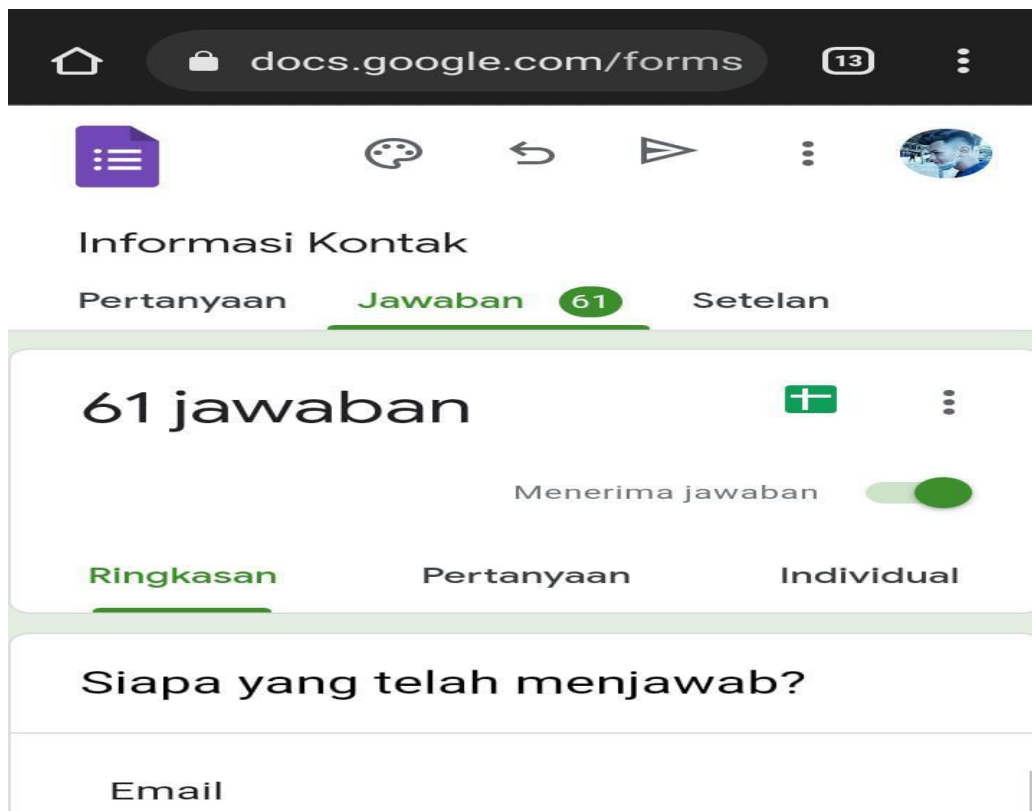 docs.google.com/forms 13
Informasi Kontak
Pertanyaan Jawaban 61 Setelan
61 jawaban
Menerima jawaban
Ringkasan Pertanyaan Individual
Siapa yang telah menjawab?
Email